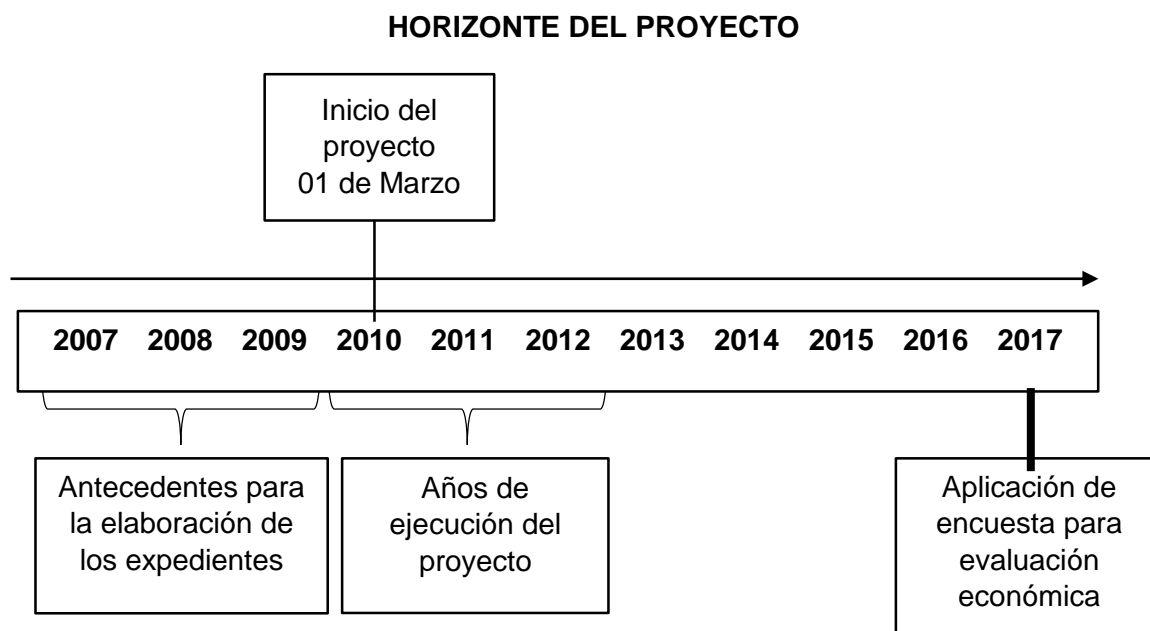 HORIZONTE DEL PROYECTO
Inicio del
proyecto
01 de Marzo
2007 2008 2009 2010 2011 2012 2013 2014 2015 2016 2017
Antecedentes para
la elaboración de
los expedientes
Años de
ejecución del
proyecto
Aplicación de
encuesta para
evaluación
económica